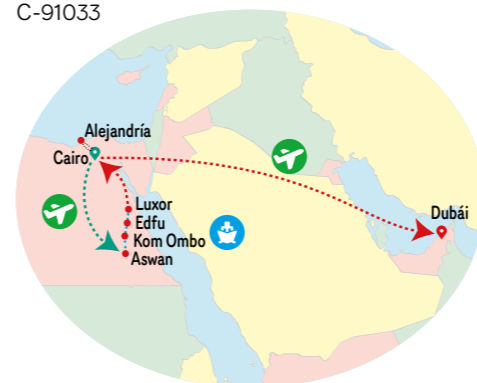 C-91033
Alejandría
Cairo
Luxor
Edfu
Kom Ombo
Aswan
Dubái